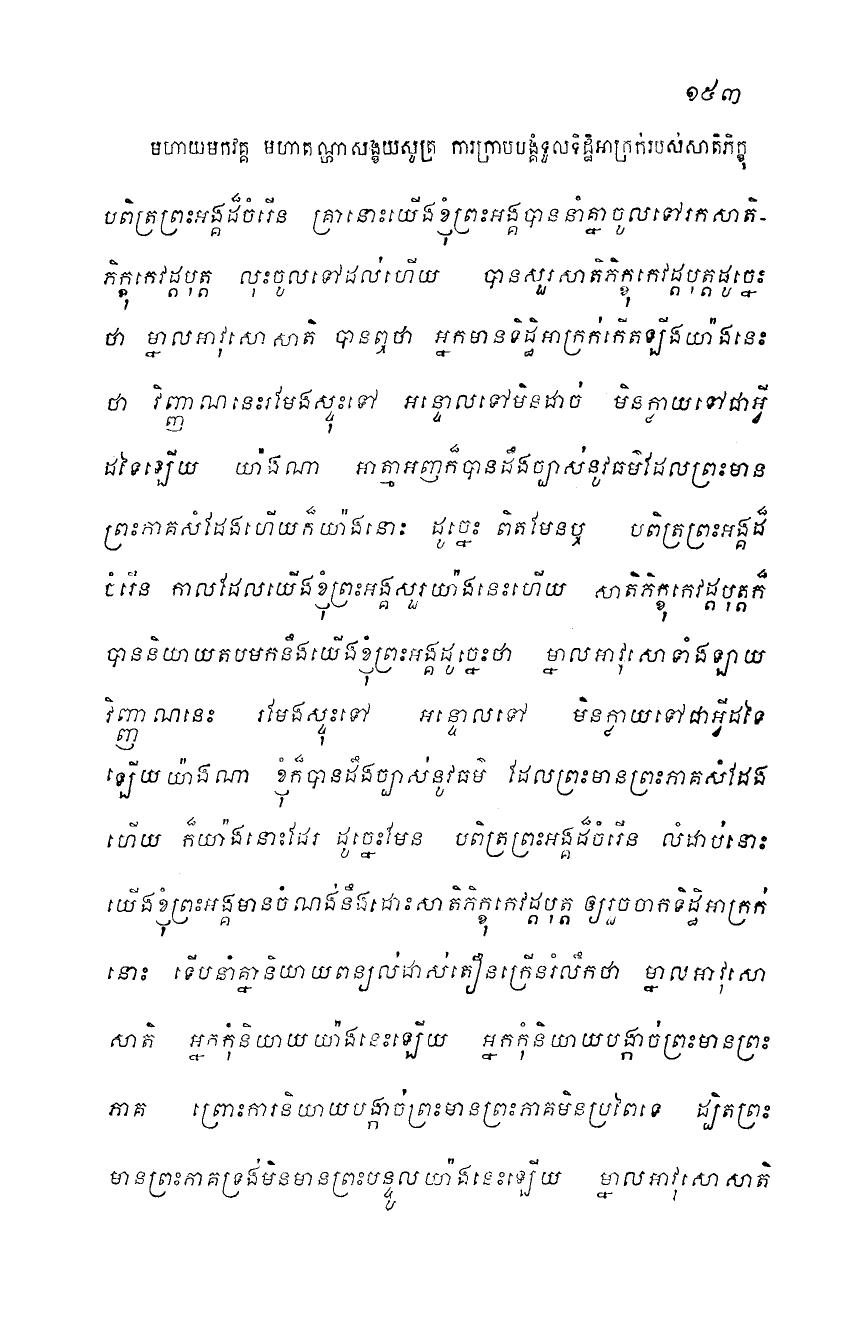 ១៥៣
មហាយមកវគ្គ មហាតណ្ហាសង្ខយសូត្រ ការក្រាបបង្គំទូលទិដ្ឋិអាក្រក់របស់សាតិភិក្ខុ
បពិត្រព្រះអង្គដ៏ចំរើន គ្រានោះយើងខ្ញុំព្រះអង្គបាននាំគ្នាចូលទៅរកសាតិ-
ភិក្ខុកេវដ្តបុត្ត លុះចូលទៅដល់ហើយ បានសួរសាតិភិក្ខុកេវដ្តបុត្តដូច្នេះ
ថា ម្នាលអាវុសោសាតិ បានឮថា អ្នកមានទិដ្ឋិអាក្រក់កើតឡើងយ៉ាងនេះ
ថា វិញ្ញាណនេះរមែងស្ទុះទៅ អន្ទោលទៅមិនដាច់ មិនក្លាយទៅជាអ្វី
ដទៃឡើយ យ៉ាងណា អាត្មាអញក៏បានដឹងច្បាស់នូវធម៌ដែលព្រះមាន
ព្រះភាគសំដែងហើយក៏យ៉ាងនោះ ដូច្នេះ ពិតមែនឬ បពិត្រព្រះអង្គដ៏
ចំរើន កាលដែលយើងខ្ញុំព្រះអង្គសួរយ៉ាងនេះហើយ សាតិភិក្ខុកេវដ្តបុត្តក៏
បាននិយាយតបមកនឹងយើងខ្ញុំព្រះអង្គដូច្នេះថា ម្នាលអាវុសោទាំងឡាយ
វិញ្ញាណនេះ រមែងស្ទុះទៅ អន្ទោលទៅ មិនក្លាយទៅជាអ្វីដទៃ
ឡើយយ៉ាងណា ខ្ញុំក៏បានដឹងច្បាស់នូវធម៌ ដែលព្រះមានព្រះភាគសំដែង
ហើយ ក៏យ៉ាងនោះដែរ ដូច្នេះមែន បពិត្រព្រះអង្គដ៏ចំរើន លំដាប់នោះ
យើងខ្ញុំព្រះអង្គមានចំណង់នឹងដោះសាតិភិក្ខុកេវដ្តបុត្ត ឲ្យរួចចាកទិដ្ឋិអាក្រក់
នោះ ទើបនាំគ្នានិយាយពន្យល់ដាស់តឿនក្រើនរំលឹកថា ម្នាលអាវុសោ
សាតិ អ្នកកុំនិយាយយ៉ាងនេះឡើយ អ្នកកុំនិយាយបង្កាច់ព្រះមានព្រះ
ភាគ ព្រោះការនិយាយបង្កាច់ព្រះមានព្រះភាគមិនប្រពៃទេ ដ្បិតព្រះ
មានព្រះភាគទ្រង់មិនមានព្រះបន្ទូលយ៉ាងនេះឡើយ ម្នាលអាវុសោសាតិ